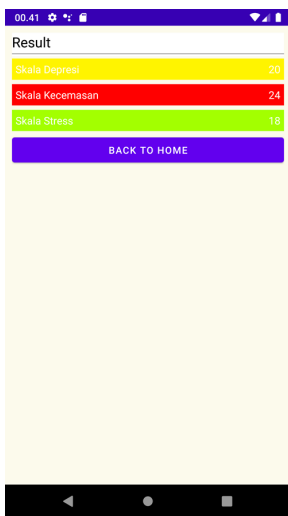 00.41
Result
Skala Depresi 20
Skala Kecemasan 24
Skala Stress 18
BACK TO HOME